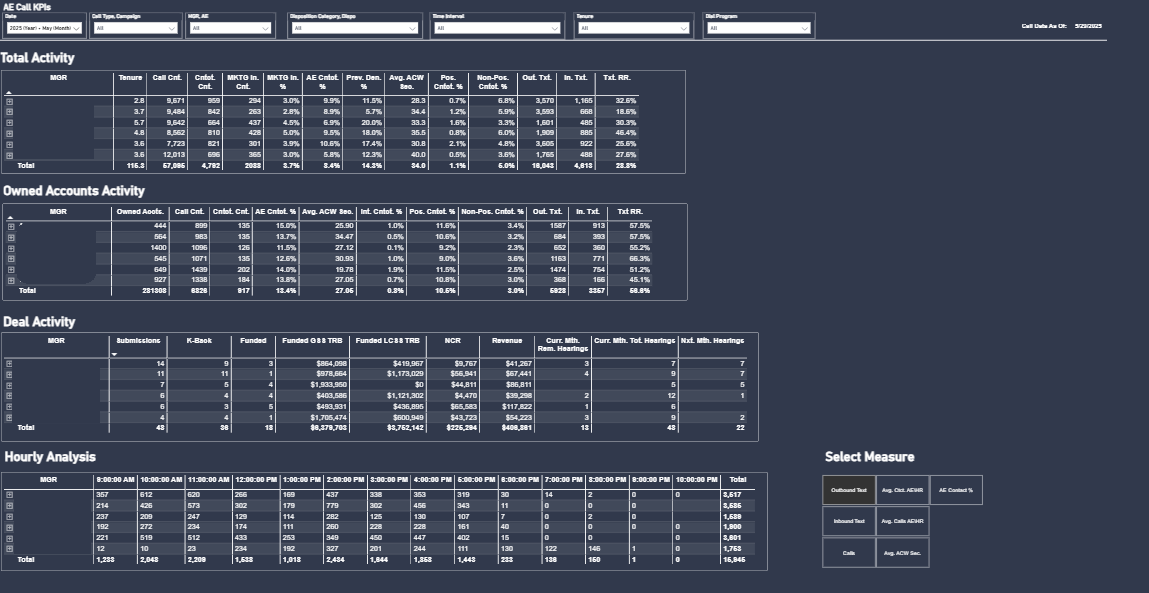 AE Call KPIs
Date Call Type, Campaign MGR, AE Disposition Category, Dispo Time Interval Tenure Dial Program
2025 (Year) + May (Month) All All All All All All
Call Data As Of: 5/29/2025
Total Activity
MGR Tenure Call Cnt. Cntct. Cnt. MKTG In. Cnt. MKTG In. % AE Cntct. % Prev. Den. % Avg. ACW Sec. Pos. Cntct. % Non-Pos. Cntct. % Out. Txt. In. Txt. Txt. RR.
2.8 9,671 959 294 3.0% 9.9% 11.5% 28.3 0.7% 6.8% 3,570 1,165 32.6%
3.7 9,484 842 263 2.8% 8.9% 5.7% 34.4 1.2% 5.9% 3,593 668 18.6%
5.7 9,642 664 437 4.5% 6.9% 20.0% 33.3 1.6% 3.3% 1,601 485 30.3%
4.8 8,562 810 428 5.0% 9.5% 18.0% 35.5 0.8% 6.0% 1,909 885 46.4%
3.6 7,723 821 301 3.9% 10.6% 17.4% 30.8 2.1% 4.8% 3,605 922 25.6%
3.6 12,013 696 365 3.0% 5.8% 12.3% 40.0 0.5% 3.6% 1,765 488 27.6%
Total 57,095 4,792 2088 3.7% 8.4% 14.3% 34.0 1.1% 5.0% 16,043 4,613 28.8%
Owned Accounts Activity
MGR Owned Accts. Call Cnt. Cntct. Cnt. AE Cntct. % Avg. ACW Sec. Int. Cntct. % Pos. Cntct. % Non-Pos. Cntct. % Out. Txt. In. Txt. Txt RR.
444 899 135 15.0% 25.90 1.0% 11.6% 3.4% 1587 913 57.5%
564 983 135 13.7% 34.47 0.5% 10.6% 3.2% 684 393 57.5%
1400 1096 126 11.5% 27.12 0.1% 9.2% 2.3% 652 360 55.2%
545 1071 135 12.6% 30.93 1.0% 9.0% 3.6% 1163 771 66.3%
649 1439 202 14.0% 19.78 1.9% 11.5% 2.5% 1474 754 51.2%
927 1338 184 13.8% 27.05 0.7% 10.8% 3.0% 368 166 45.1%
Total 6826 917 13.4% 27.05 0.8% 3.0% 5928 3357 56.6%
Deal Activity
MGR Submissions K-Back Funded Funded G88 TRB Funded LC88 TRB NCR Revenue Curr. Mth. Rem. Hearings Curr. Mth. Tot. Hearings Nxt. Mth. Hearings
14 9 3 $864,098 $419,967 $9,767 $41,267 3 7 7
11 11 1 $978,664 $1,173,029 $56,941 $67,441 4 9 7
7 5 4 $1,933,950 $0 $44,811 $86,811 5 5
6 4 4 $403,586 $1,121,302 $4,470 $39,298 2 12 1
6 3 5 $493,931 $436,895 $65,583 $117,822 1 6
4 4 1 $1,705,474 $600,949 $43,723 $54,223 3 9 2
Total 48 36 18 $6,379,703 $3,752,142 13 48 22
Hourly Analysis
MGR 9:00:00 AM 10:00:00 AM 11:00:00 AM 12:00:00 PM 1:00:00 PM 2:00:00 PM 3:00:00 PM 4:00:00 PM 5:00:00 PM 6:00:00 PM 7:00:00 PM 8:00:00 PM 9:00:00 PM 10:00:00 PM Total
357 612 620 266 169 437 338 353 319 30 14 2 0 0 3,517
214 426 573 302 179 779 302 456 343 11 0 0 0 3,585
237 209 247 129 114 282 125 130 107 7 0 2 0 1,589
192 272 234 174 111 260 228 228 161 40 0 0 0 0 1,900
221 519 512 433 253 349 450 447 402 15 0 0 0 3,601
12 10 23 234 192 327 201 244 111 130 122 146 1 0 1,753
Total 1,233 2,048 2,209 1,538 1,018 2,434 1,644 1,858 1,443 233 136 150 1 0 15,945
Select Measure
Outbound Text Avg. Ctct. AE/HR AE Contact %
Inbound Text Avg. Calls AE/HR
Calls Avg. ACW Sec.